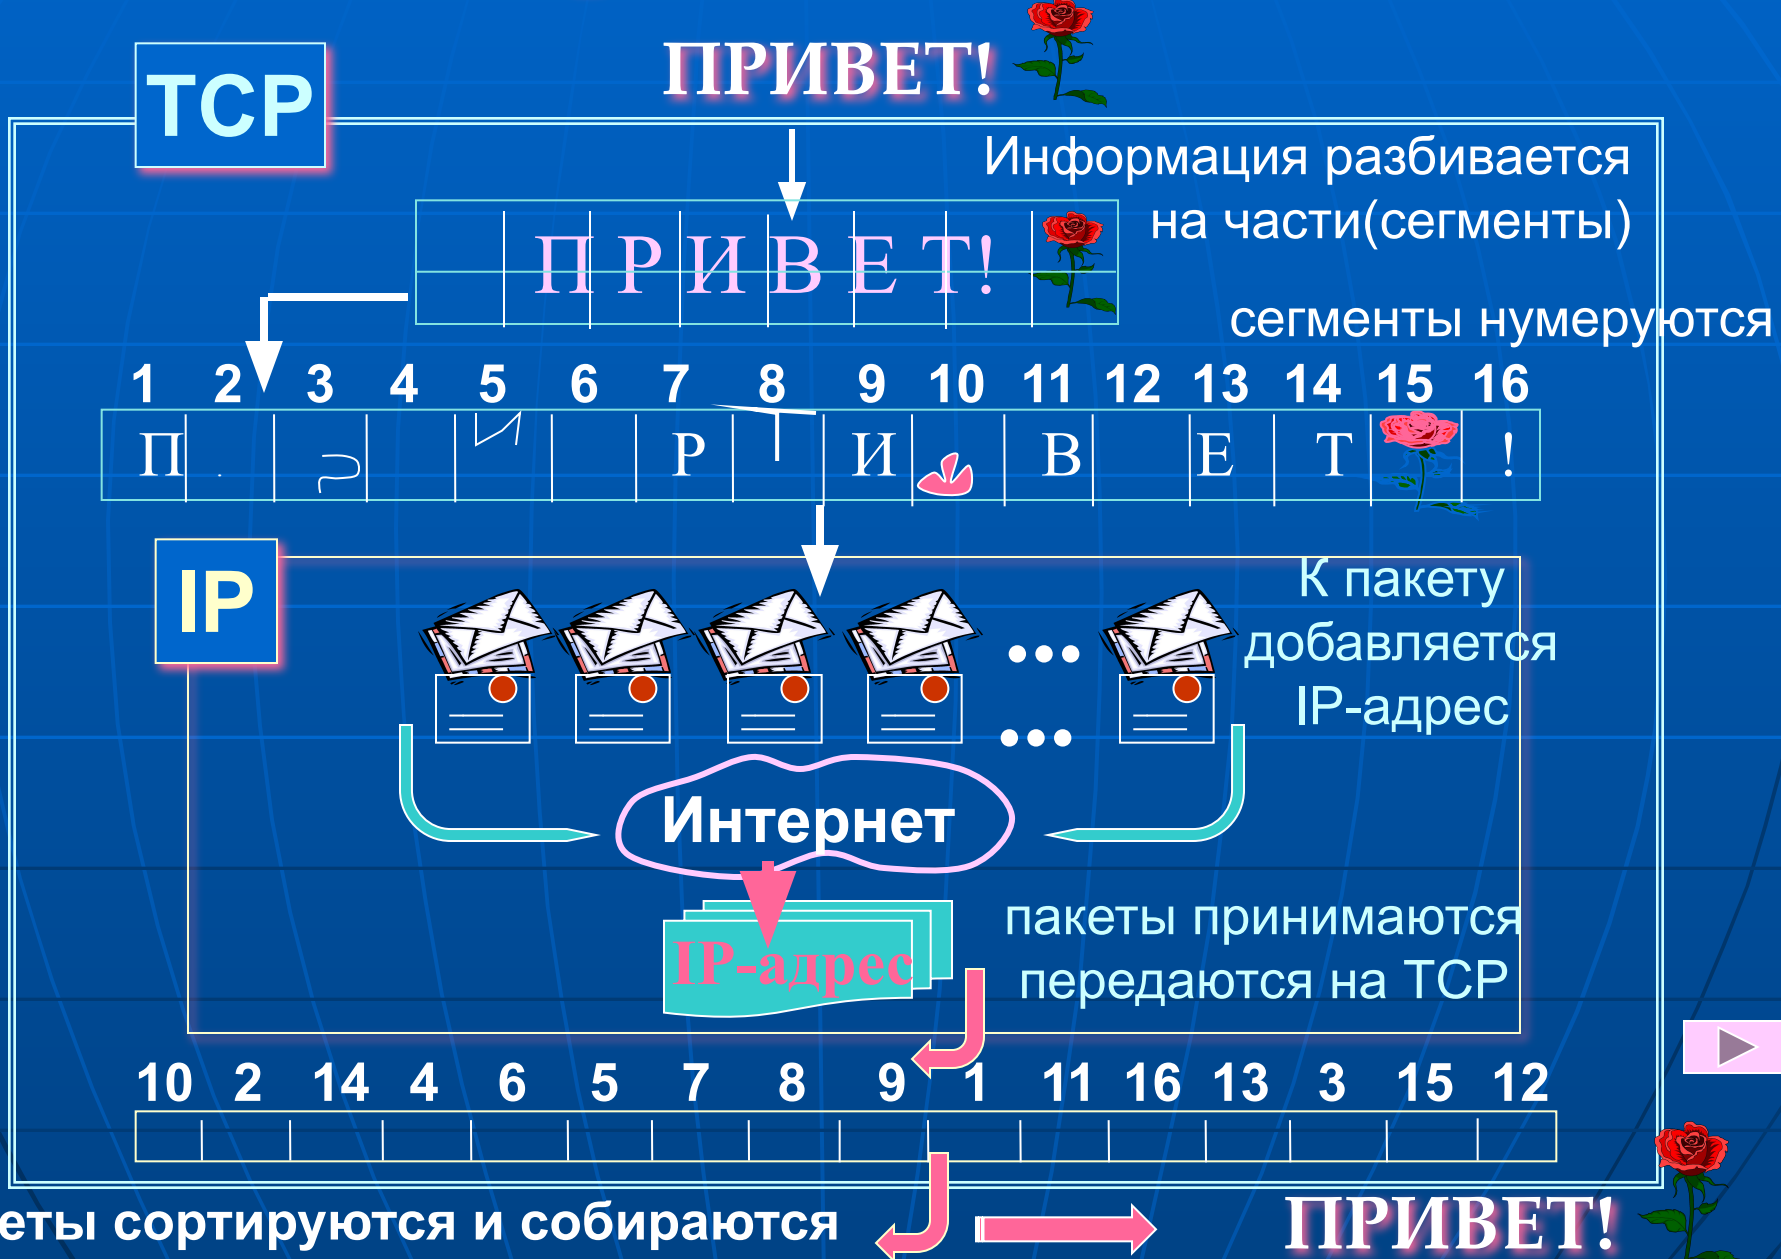 TCP
ПРИВЕТ!
Информация разбивается
на части(сегменты)
ПРИВЕТ!
сегменты нумеруются
1 2 3 4 5 6 7 8 9 10 11 12 13 14 15 16
П Р И В Е Т !
IP
К пакету
добавляется
IP-адрес
...
...
Интернет
IP-адрес
пакеты принимаются
передаются на TCP
10 2 14 4 6 5 7 8 9 1 11 16 13 3 15 12
сортируются и собираются
ПРИВЕТ!